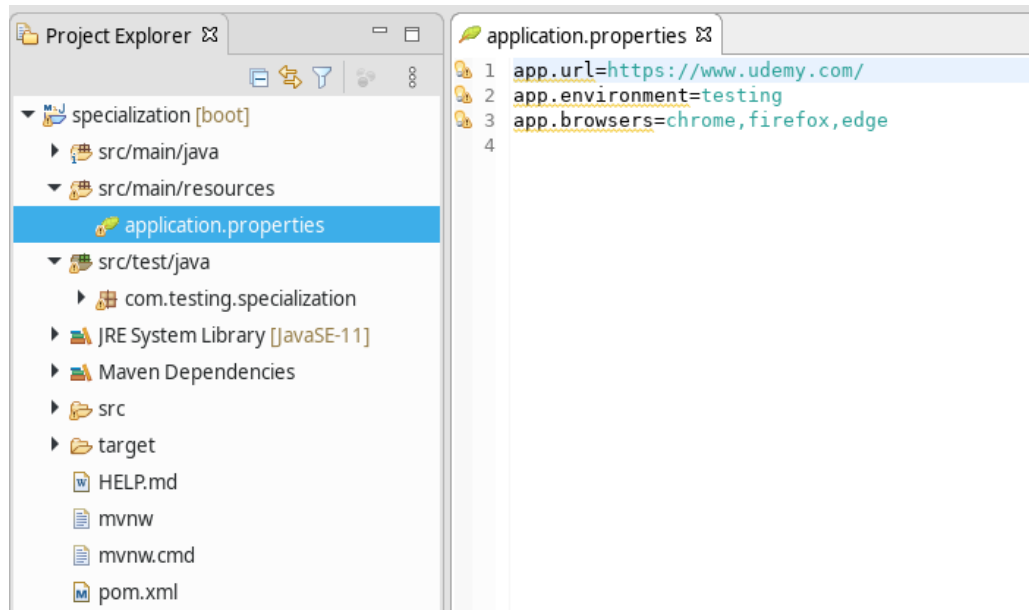 Project Explorer
specialization [boot]
src/main/java
src/main/resources
application.properties
src/test/java
com.testing.specialization
JRE System Library [JavaSE-11]
Maven Dependencies
src
target
HELP.md
mvnw
mvnw.cmd
pom.xml
application.properties
1 app.url=https://www.udemy.com/
2 app.environment=testing
3 app.browsers=chrome,firefox,edge
4